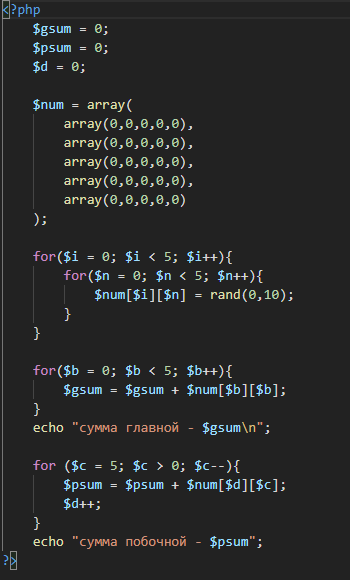 <?php
$gsum = 0;
$psum = 0;
$d = 0;
$num = array(
array(0,0,0,0,0),
array(0,0,0,0,0),
array(0,0,0,0,0),
array(0,0,0,0,0),
array(0,0,0,0,0)
);
for($i = 0; $i < 5; $i++){
for($n = 0; $n < 5; $n++){
$num[$i][$n] = rand(0,10);
}
}
for($b = 0; $b < 5; $b++){
$gsum = $gsum + $num[$b][$b];
}
echo "сумма главной - $gsum\n";
for ($c = 5; $c > 0; $c--){
$psum = $psum + $num[$d][$c];
$d++;
}
echo "сумма побочной - $psum";
?>